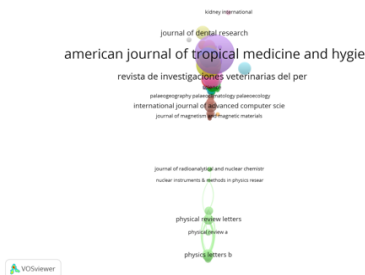 kidney international
journal of dental research
american journal of tropical medicine and hygie
revista de investigaciones veterinarias del per
palaeogeography palaeoclimatology palaeoecology
international journal of advanced computer scie
journal of magnetism and magnetic materials
journal of radioanalytical and nuclear chemistr
nuclear instruments & methods in physics resear
physical review letters
physical review a
physics letters b
VOSviewer